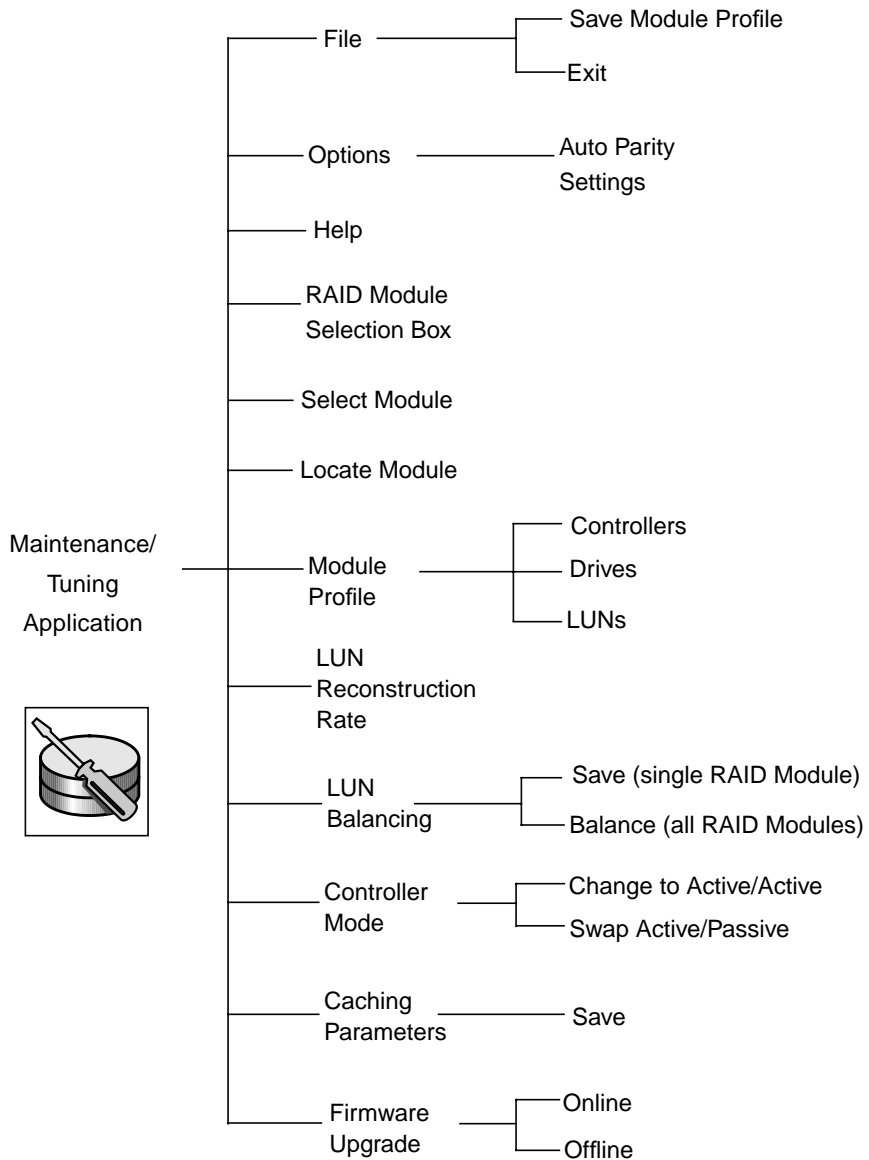 Maintenance/
Tuning
Application
File
Save Module Profile
Exit
Options
Auto Parity
Settings
Help
RAID Module
Selection Box
Select Module
Locate Module
Module
Profile
Controllers
Drives
LUNs
LUN
Reconstruction
Rate
LUN
Balancing
Save (single RAID Module)
Balance (all RAID Modules)
Controller
Mode
Change to Active/Active
Swap Active/Passive
Caching
Parameters
Save
Firmware
Upgrade
Online
Offline